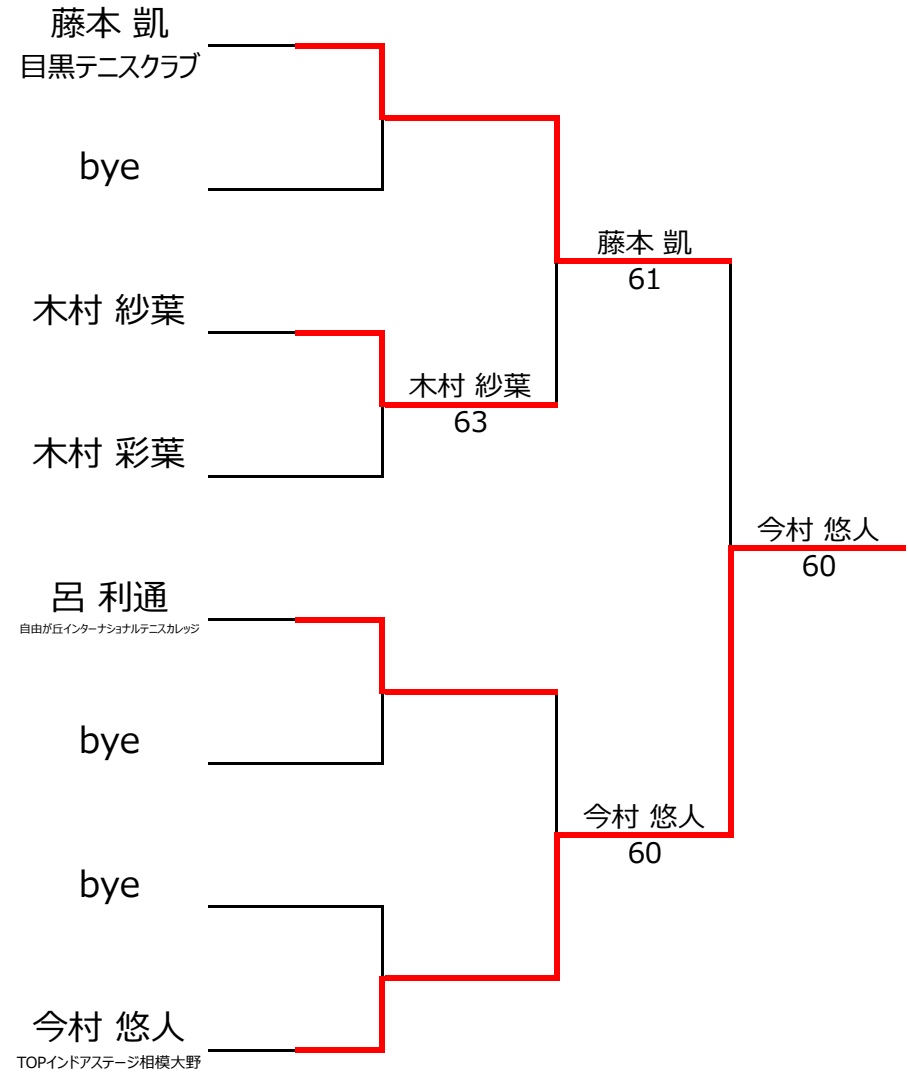 藤本 凱
目黒テニスクラブ
bye
木村 紗葉
木村 彩葉
呂 利通
自由が丘インターナショナルテニスカレッジ
bye
bye
今村 悠人
TOPインドアステージ相模大野
木村 紗葉
63
藤本 凱
61
今村 悠人
60
今村 悠人
60